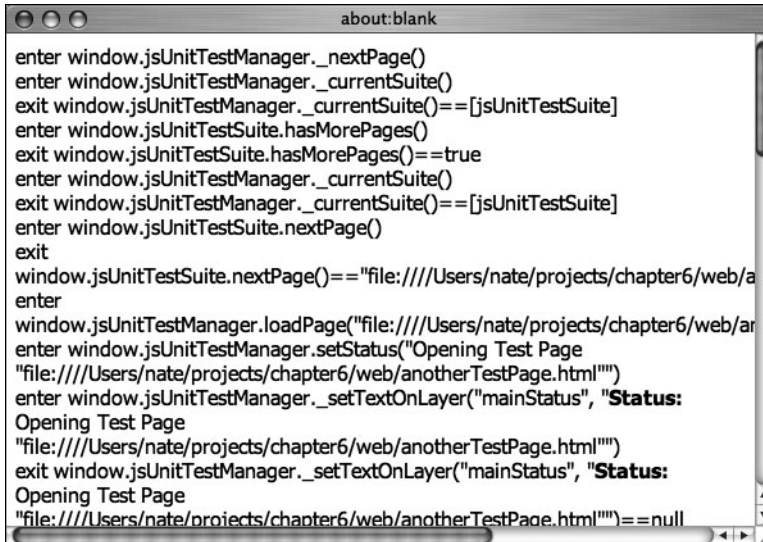 about:blank
enter window.jsUnitTestManager._nextPage()
enter window.jsUnitTestManager._currentSuite()
exit window.jsUnitTestManager._currentSuite()==[jsUnitTestSuite]
enter window.jsUnitTestSuite.hasMorePages()
exit window.jsUnitTestSuite.hasMorePages()==true
enter window.jsUnitTestManager._currentSuite()
exit window.jsUnitTestManager._currentSuite()==[jsUnitTestSuite]
enter window.jsUnitTestSuite.nextPage()
exit
window.jsUnitTestSuite.nextPage()=="file:////Users/nate/projects/chapter6/web/a
enter
window.jsUnitTestManager.loadPage("file:////Users/nate/projects/chapter6/web/an
enter window.jsUnitTestManager.setStatus("Opening Test Page
"file:////Users/nate/projects/chapter6/web/anotherTestPage.html"")
enter window.jsUnitTestManager._setTextOnLayer("mainStatus", "Status:
Opening Test Page
"file:////Users/nate/projects/chapter6/web/anotherTestPage.html"")
exit window.jsUnitTestManager._setTextOnLayer("mainStatus", "Status:
Opening Test Page
"file:////Users/nate/projects/chapter6/web/anotherTestPage.html"")==null